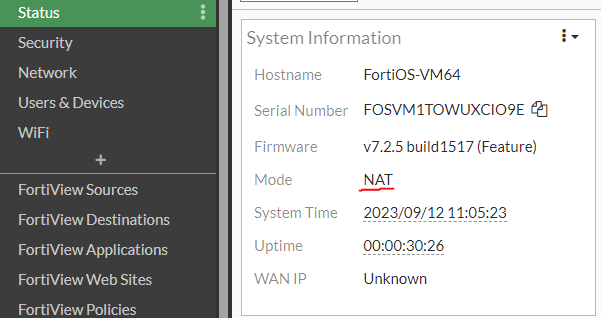 Status
Security
Network
Users & Devices
WiFi
+
FortiView Sources
FortiView Destinations
FortiView Applications
FortiView Web Sites
FortiView Policies
System Information
Hostname FortiOS-VM64
Serial Number FOSVM1TOWUXCIO9E
Firmware v7.2.5 build1517 (Feature)
Mode NAT
System Time 2023/09/12 11:05:23
Uptime 00:00:30:26
WAN IP Unknown